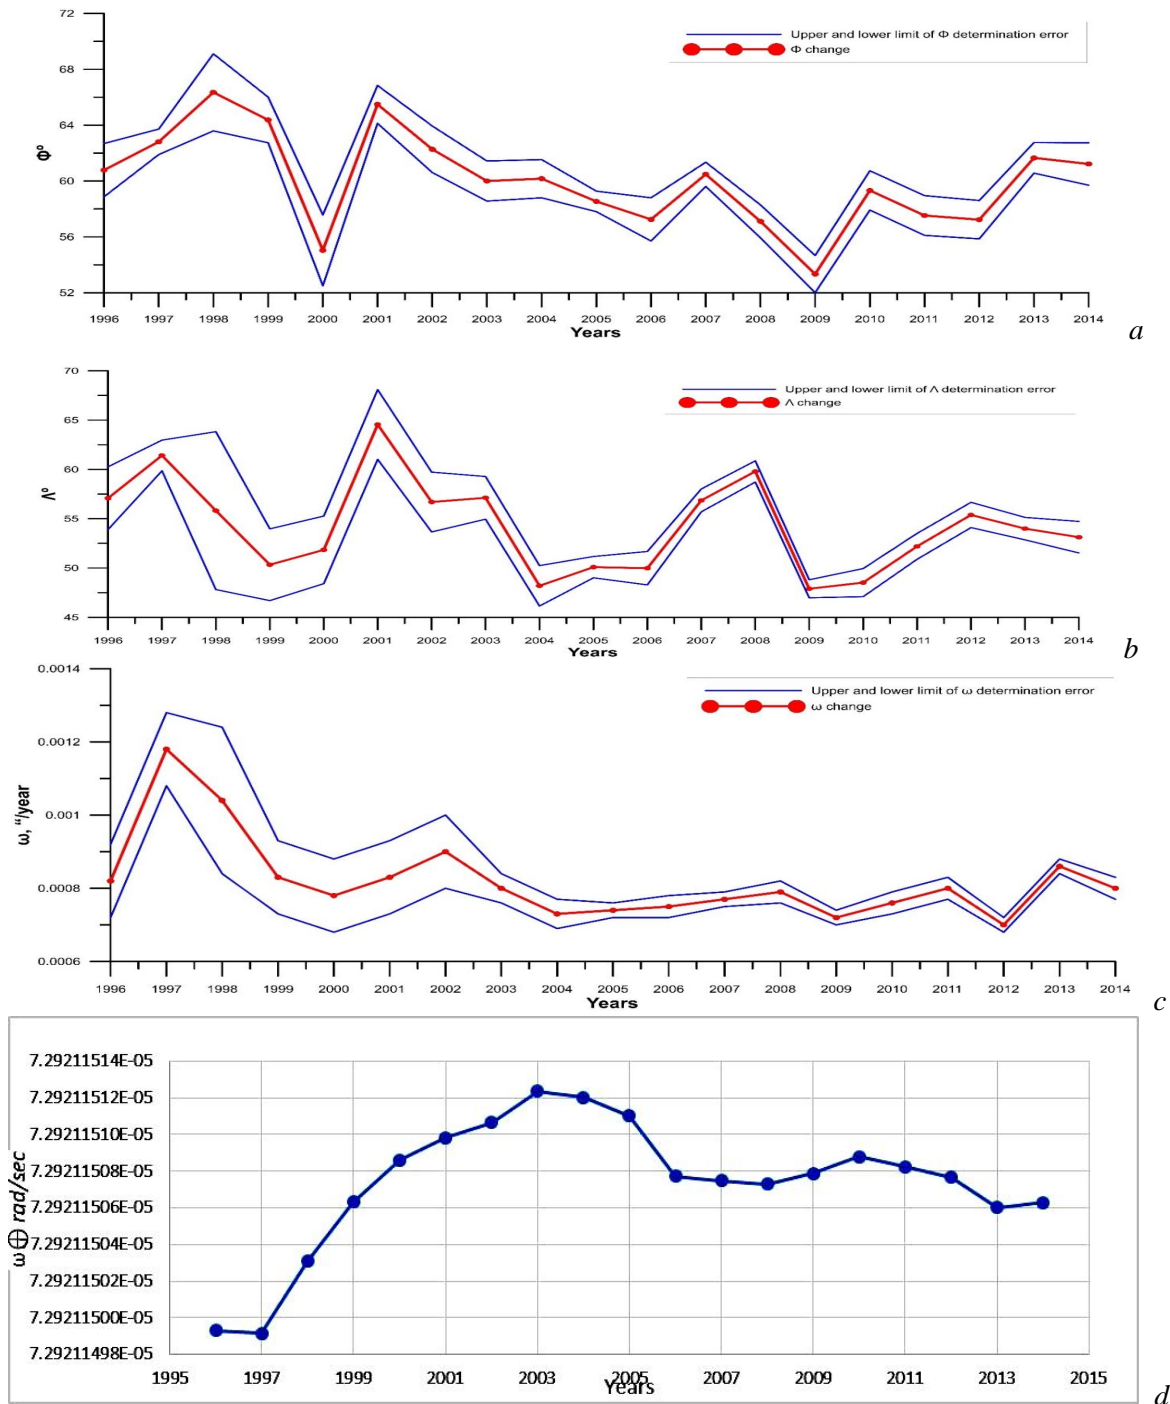 72
68
64
60
56
52
Φ°
Upper and lower limit of Φ determination error
Φ change
1996 1997 1998 1999 2000 2001 2002 2003 2004 2005 2006 2007 2008 2009 2010 2011 2012 2013 2014
Years
a
70
65
60
55
50
45
Λ°
Upper and lower limit of Λ determination error
Λ change
1996 1997 1998 1999 2000 2001 2002 2003 2004 2005 2006 2007 2008 2009 2010 2011 2012 2013 2014
Years
b
0.0014
0.0012
0.001
0.0008
0.0006
ω, "/year
Upper and lower limit of ω determination error
ω change
1996 1997 1998 1999 2000 2001 2002 2003 2004 2005 2006 2007 2008 2009 2010 2011 2012 2013 2014
Years
c
7.29211514E-05
7.29211512E-05
7.29211510E-05
7.29211508E-05
7.29211506E-05
7.29211504E-05
7.29211502E-05
7.29211500E-05
7.29211498E-05
ω⊕ rad/sec
1995 1997 1999 2001 2003 2005 2007 2009 2011 2013 2015
Years
d